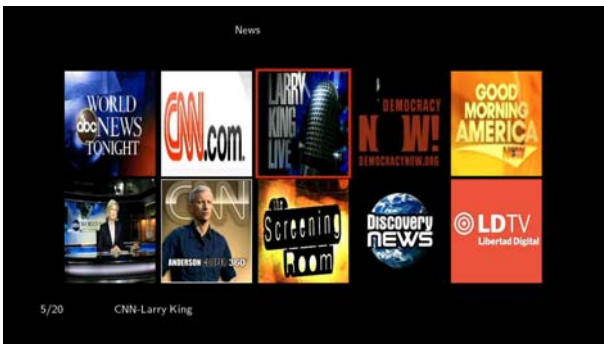 News
WORLD
abc NEWS
TONIGHT
CNN.com.
LARRY
KING
LIVE
DEMOCRACY
NOW!
DEMOCRACYNOW.ORG
GOOD
MORNING
AMERICA
CNN
ANDERSON COOPER 360°
the
Screening
Room
Discovery
NEWS
LDTV
Libertad Digital
5/20 CNN-Larry King